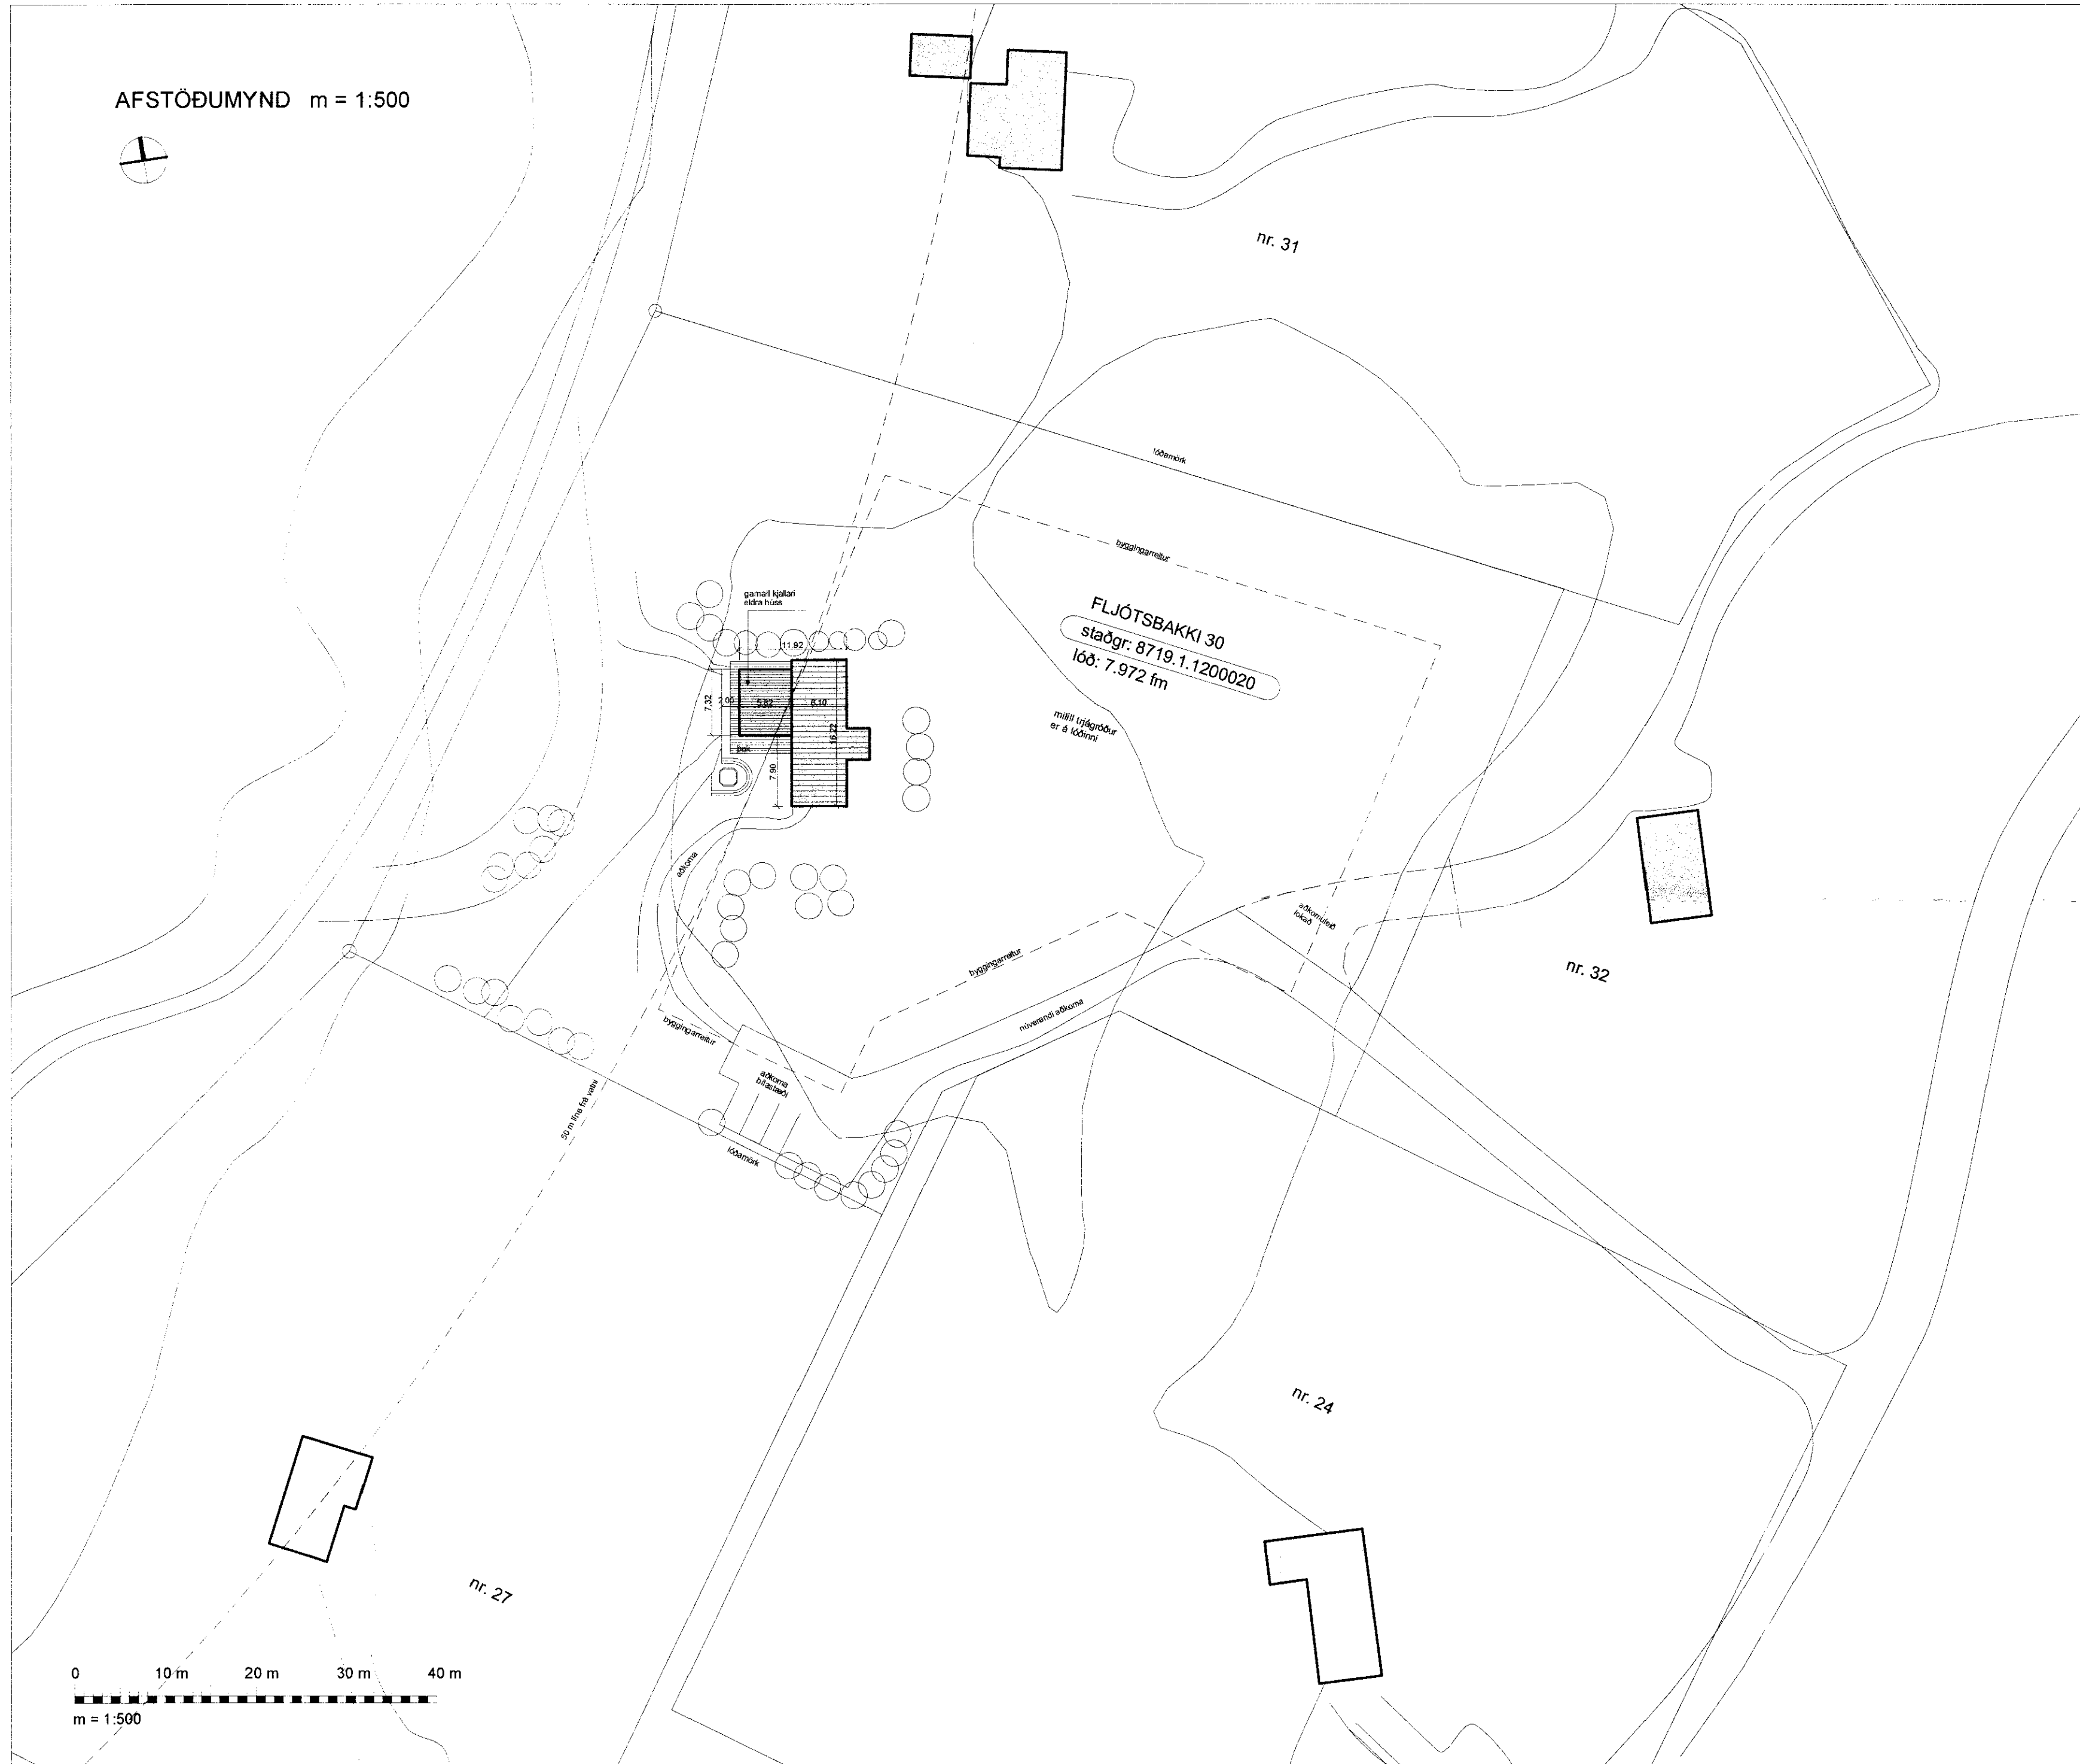 AFSTÖÐUMYND m = 1:500
nr. 31
lóðamörk
byggingarreitur
gamall kjallari
eldra húss
FLJÓTSBAKKI 30
staðgr: 8719.1.1200020
lóð: 7.972 fm
11.92
7.32
2.00
5.82
6.10
16.22
7.90
mikill trjágróður
er á lóðinni
aðkoma
aðkomuleið
lokað
byggingarreitur
nr. 32
núverandi aðkoma
byggingarreitur
aðkoma
bílastæði
50 m lína frá vatni
lóðamörk
nr. 24
nr. 27
0 10 m 20 m 30 m 40 m
m = 1:500